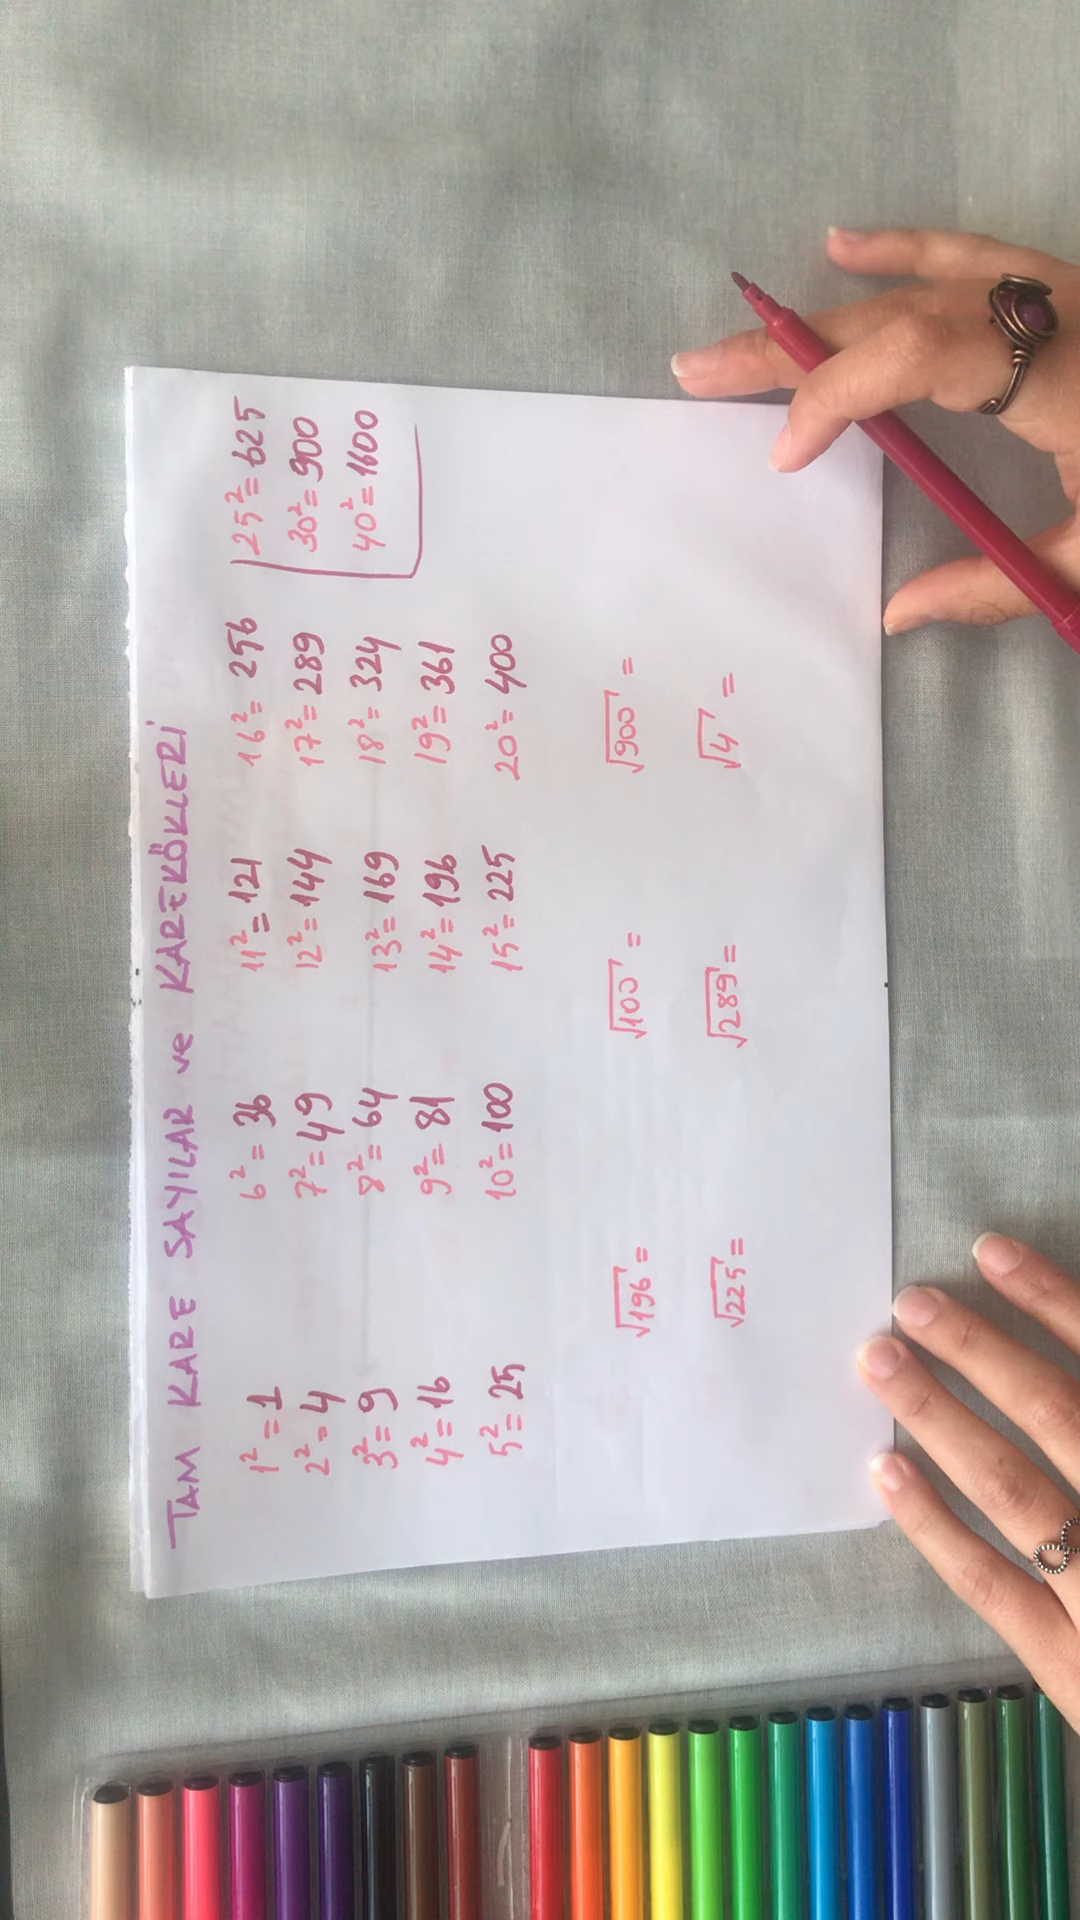 TAM KARE SAYILAR ve KAREKÖKLERİ
1² = 1
2² = 4
3² = 9
4² = 16
5² = 25
6² = 36
7² = 49
8² = 64
9² = 81
10² = 100
11² = 121
12² = 144
13² = 169
14² = 196
15² = 225
16² = 256
17² = 289
18² = 324
19² = 361
20² = 400
25² = 625
30² = 900
40² = 1600
√196 = √100 = √900 =
√225 = √289 = √4 =